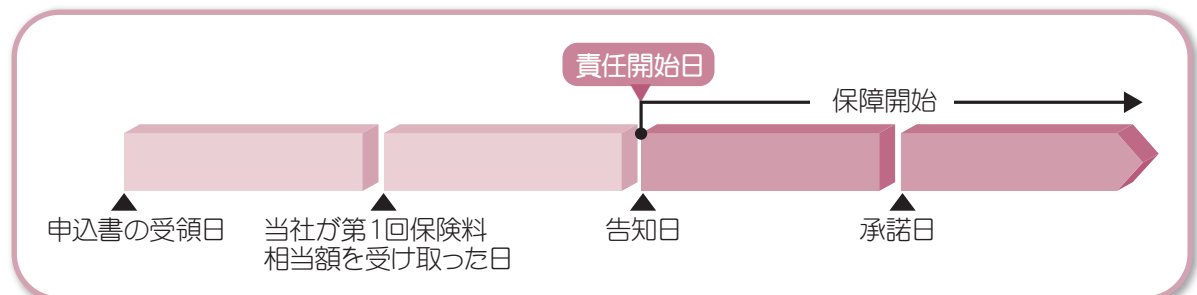 責任開始日
保障開始
申込書の受領日
当社が第1回保険料
相当額を受け取った日
告知日
承諾日